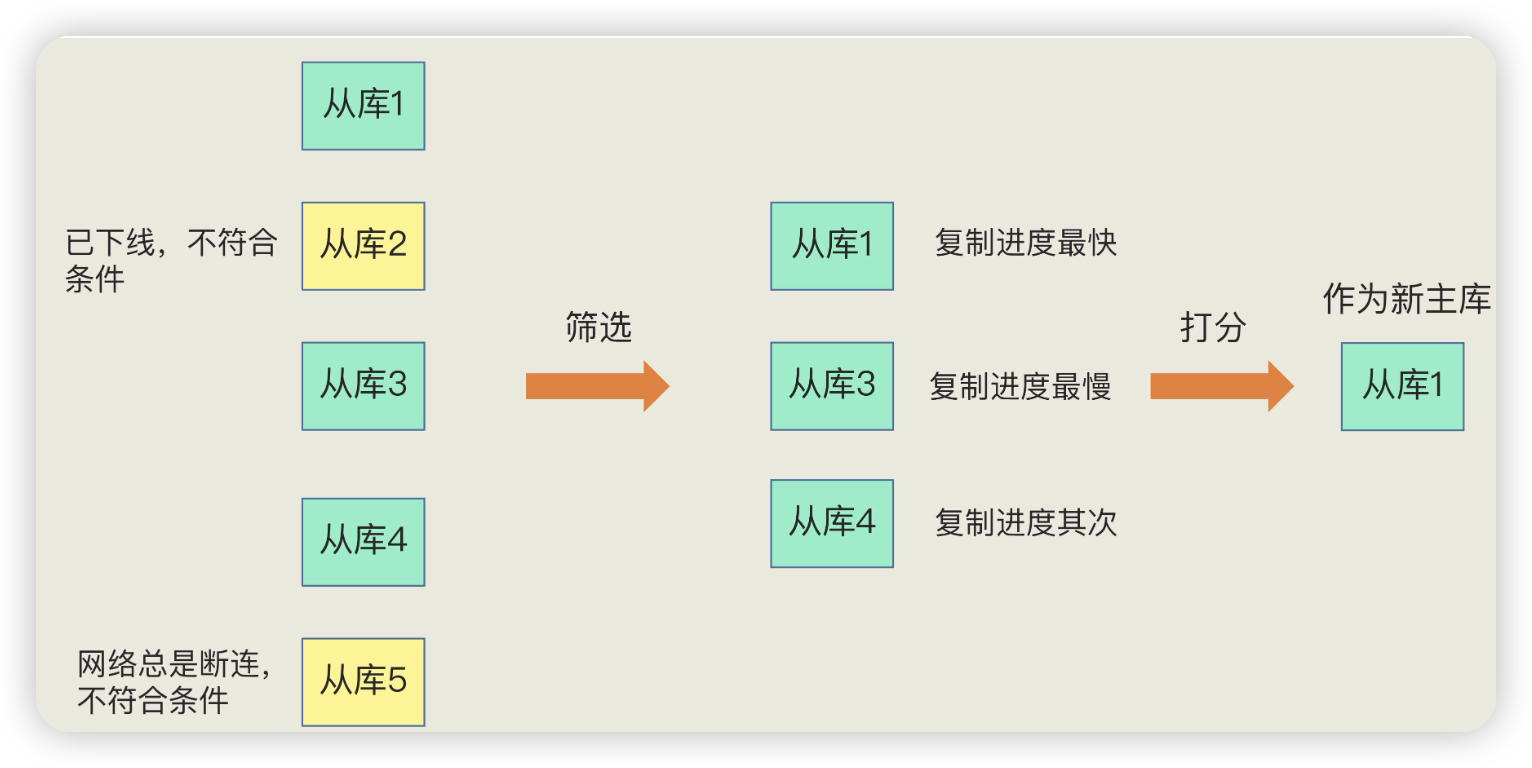 从库1
已下线，不符合
条件
从库2
从库3
从库4
网络总是断连，
不符合条件
从库5
筛选
从库1
复制进度最快
从库3
复制进度最慢
从库4
复制进度其次
打分
作为新主库
从库1